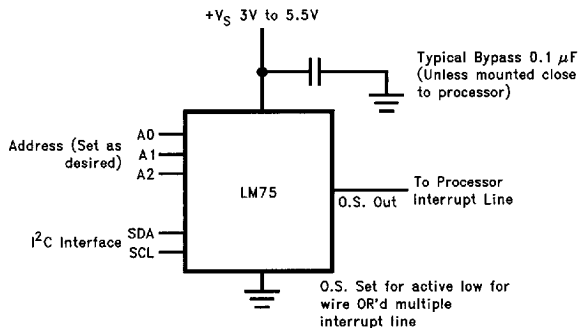 +VS 3V to 5.5V
Typical Bypass 0.1 μF
(Unless mounted close
to processor)
Address (Set as
desired)
A0
A1
A2
LM75
O.S. Out
To Processor
Interrupt Line
I²C Interface
SDA
SCL
O.S. Set for active low for
wire OR'd multiple
interrupt line